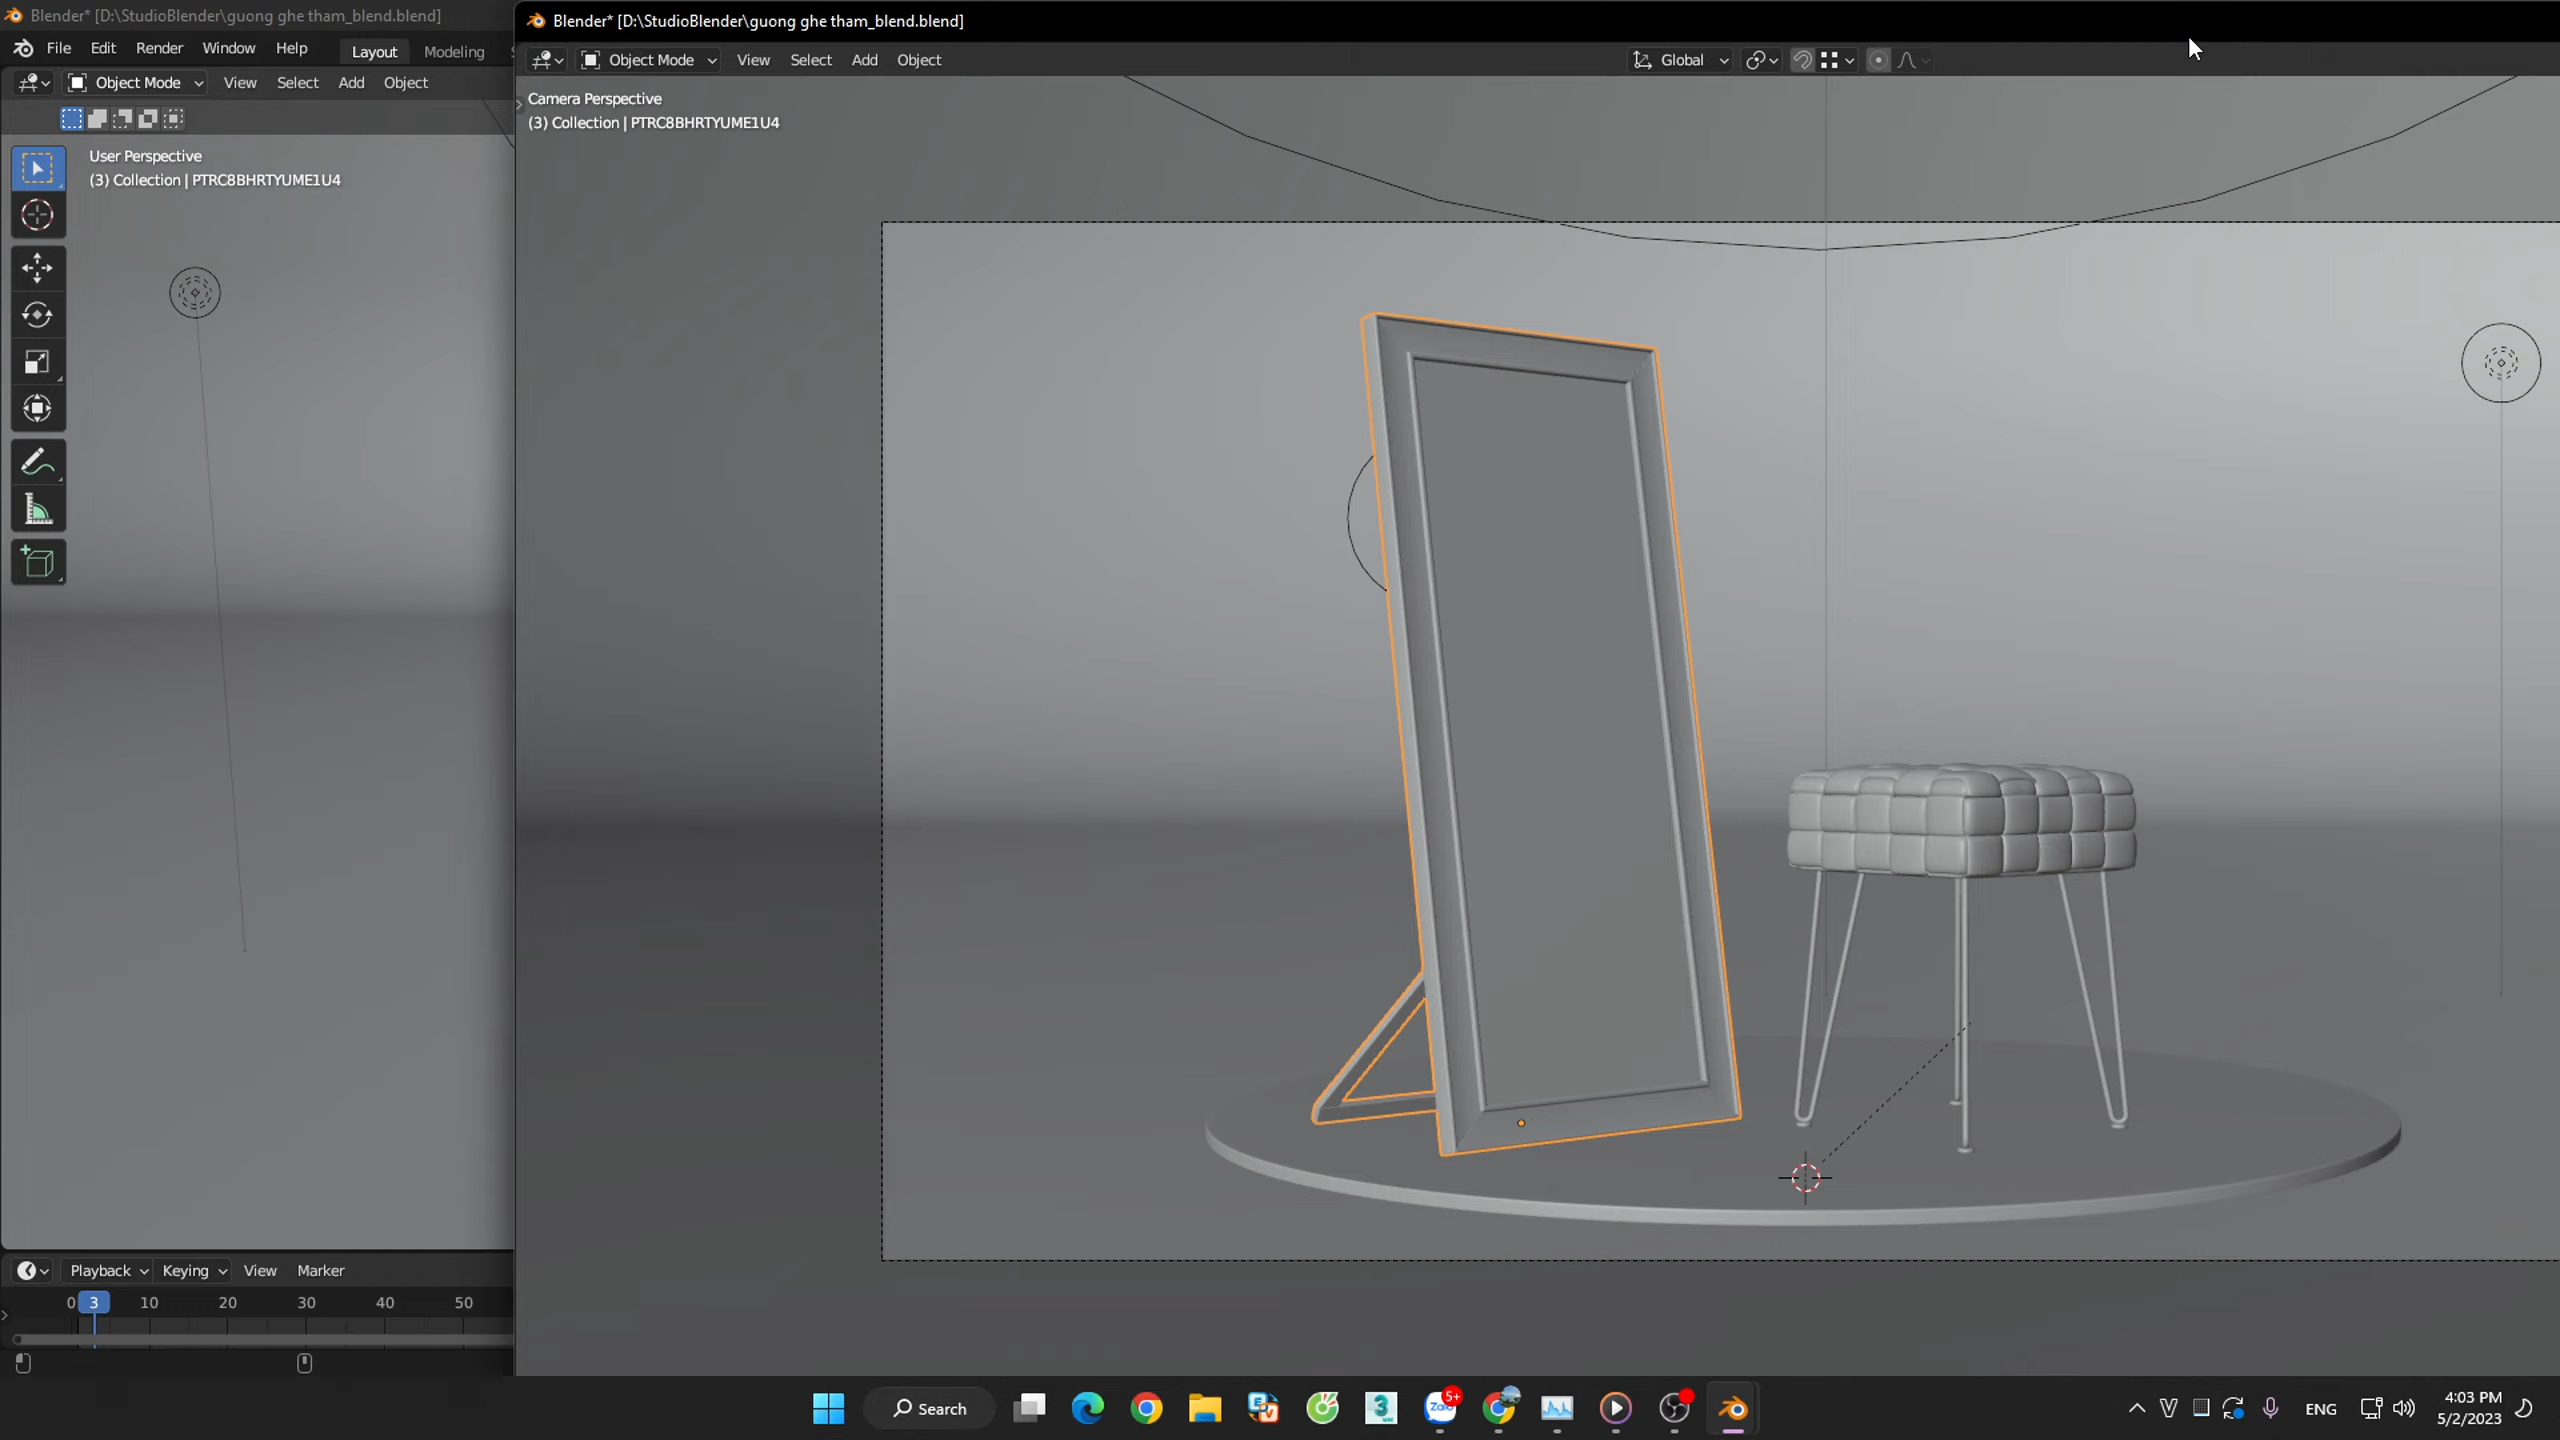 Blender* [D:\StudioBlender\guong ghe tham_blend.blend]
File Edit Render Window Help Layout Modeling
Object Mode View Select Add Object
User Perspective
(3) Collection | PTRC8BHRTYUME1U4
Playback Keying View Marker
0 3 10 20 30 40 50
Blender* [D:\StudioBlender\guong ghe tham_blend.blend]
Object Mode View Select Add Object Global
Camera Perspective
(3) Collection | PTRC8BHRTYUME1U4
Search
Zalo
5+
3
ENG
4:03 PM
5/2/2023